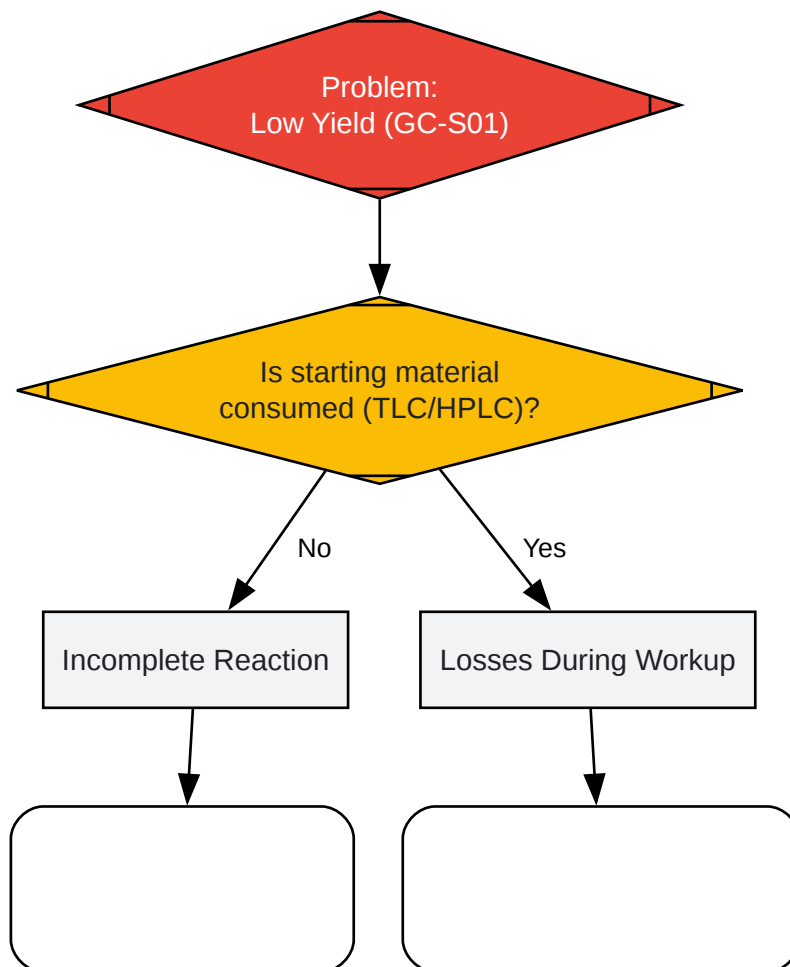 Problem:
Low Yield (GC-S01)
Is starting material
consumed (TLC/HPLC)?
No
Yes
Incomplete Reaction
Losses During Workup